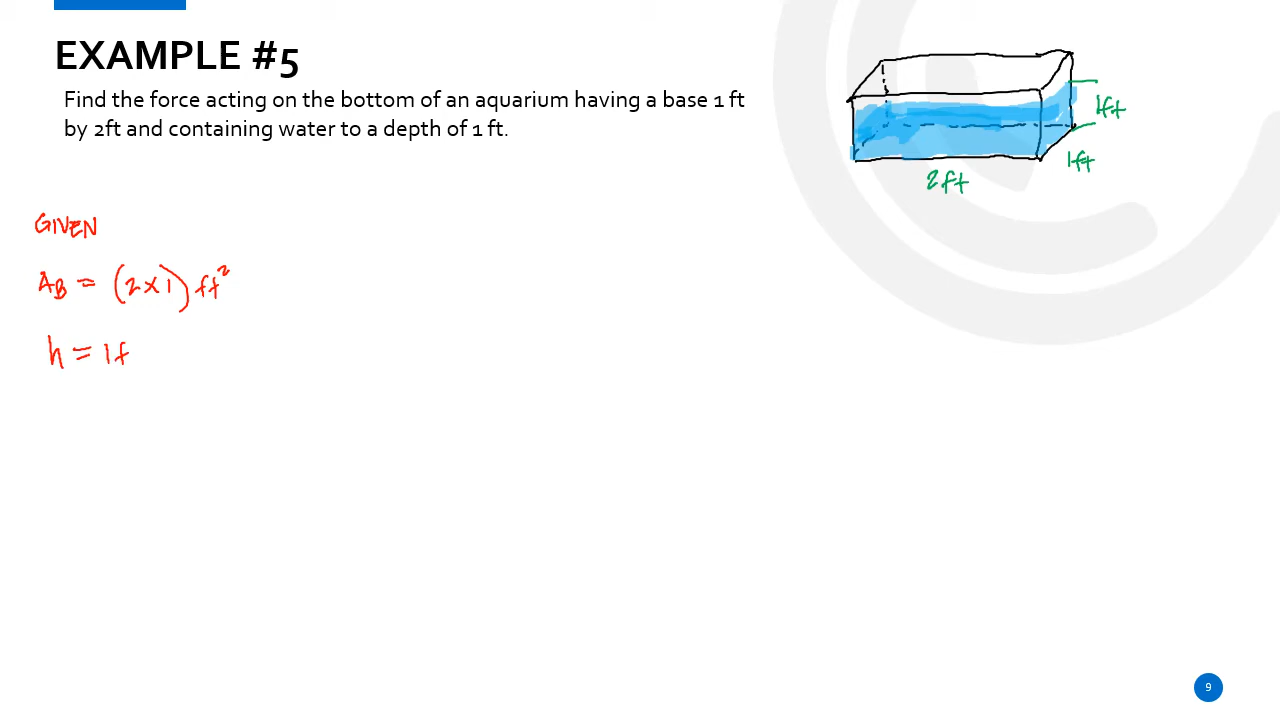 EXAMPLE #5
Find the force acting on the bottom of an aquarium having a base 1 ft
by 2ft and containing water to a depth of 1 ft.
1ft
1ft
2ft
GIVEN
AB = (2x1) ft²
h = 1f
9